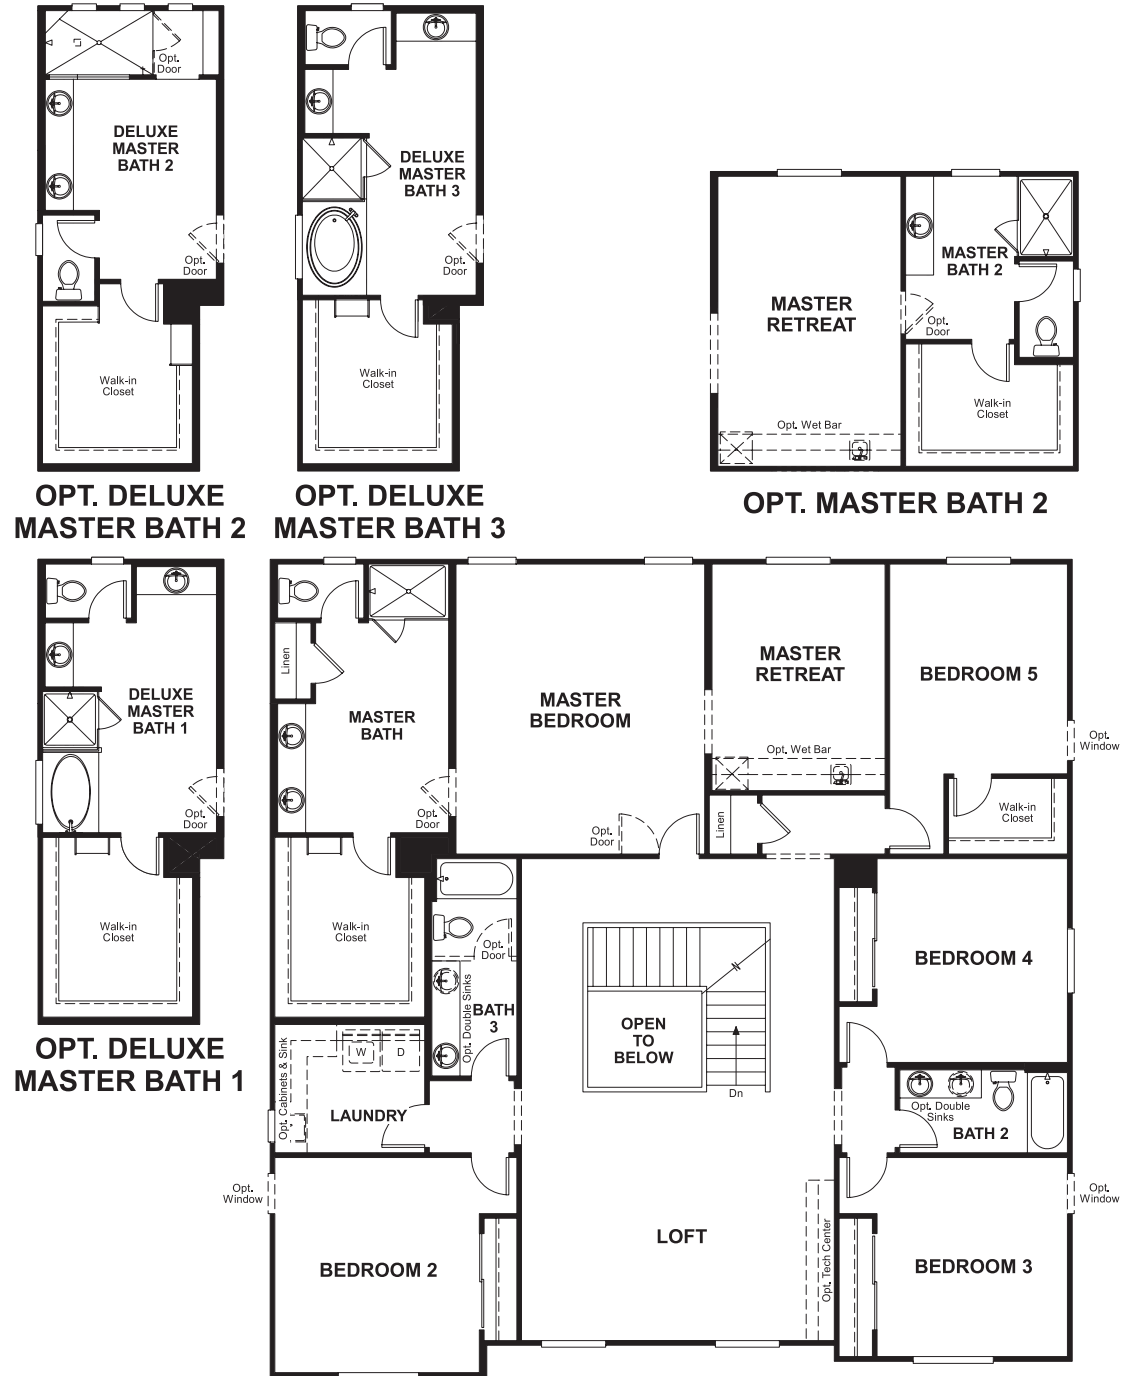 Opt.
Door
DELUXE
MASTER
BATH 2
Opt.
Door
Walk-in
Closet
OPT. DELUXE
MASTER BATH 2
DELUXE
MASTER
BATH 3
Opt.
Door
Walk-in
Closet
OPT. DELUXE
MASTER BATH 3
MASTER
RETREAT
MASTER
BATH 2
Opt.
Door
Opt. Wet Bar
Walk-in
Closet
OPT. MASTER BATH 2
DELUXE
MASTER
BATH 1
Opt.
Door
Walk-in
Closet
OPT. DELUXE
MASTER BATH 1
Linen
MASTER
BATH
Opt.
Door
Walk-in
Closet
MASTER
BEDROOM
Opt.
Door
MASTER
RETREAT
Opt. Wet Bar
Linen
BEDROOM 5
Opt.
Window
Walk-in
Closet
Opt.
Door
Opt. Double Sinks
BATH
3
OPEN
TO
BELOW
Dn
BEDROOM 4
Opt. Cabinets & Sink
W
D
LAUNDRY
Opt. Double
Sinks
BATH 2
Opt.
Window
BEDROOM 2
LOFT
Opt. Tech Center
BEDROOM 3
Opt.
Window